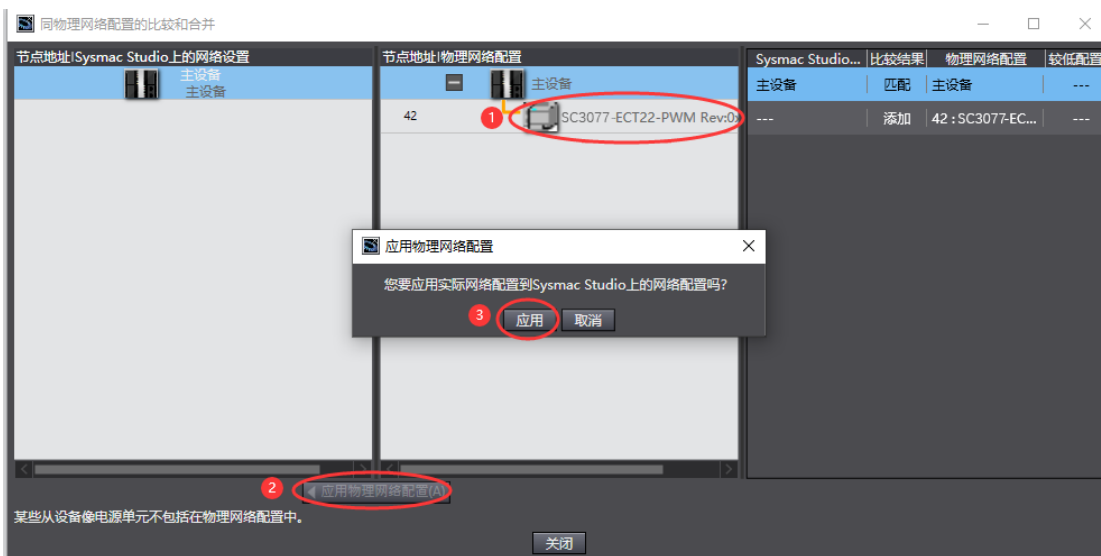 同物理网络配置的比较和合并
节点地址|Sysmac Studio上的网络设置
主设备
主设备
节点地址|物理网络配置
主设备
42
1
SC3077-ECT22-PWM Rev:0x
Sysmac Studio... 比较结果 物理网络配置 较低配置
主设备 匹配 主设备 ---
--- 添加 42 : SC3077-EC... ---
应用物理网络配置
您要应用实际网络配置到Sysmac Studio上的网络配置吗?
3 应用 取消
2 应用物理网络配置(A)
某些从设备像电源单元不包括在物理网络配置中。
关闭